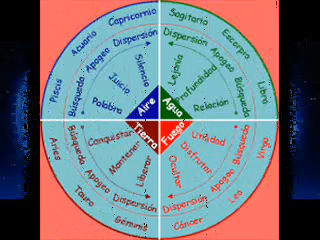 Capricornio
Acuario
Piscis
Dispersión
Apogeo
Búsqueda
Silencio
Juicio
Palabra
Aire
Sagitario
Escorpio
Libra
Dispersión
Apogeo
Búsqueda
Lejanía
Profundidad
Relación
Agua
Aries
Tauro
Géminis
Búsqueda
Apogeo
Dispersión
Conquistar
Mantener
Liberar
Tierra
Virgo
Leo
Cáncer
Búsqueda
Apogeo
Dispersión
Utilidad
Disfrutar
Ocultar
Fuego